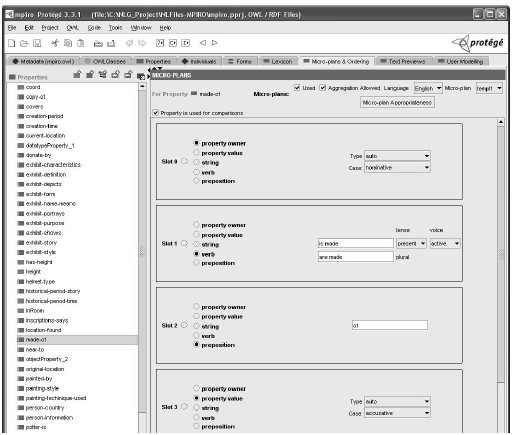 mpiro Protégé 3.3.1 (file:\C:\NLG_Project\NLFiles-MPIRO\mpiro.pprj, OWL / RDF Files)
File Edit Project OWL Code Tools Window Help
protégé
Metadata (mpiro.owl) OWLClasses Properties Individuals Forms Lexicon Micro-plans & Ordering Text Previews User Modelling
Properties
MICRO-PLANS
coord
copy-of
covers
creation-period
creation-time
current-location
datatypeProperty_1
donate-by
exhibit-characteristics
exhibit-definition
exhibit-depicts
exhibit-form
exhibit-name-means
exhibit-portrays
exhibit-purpose
exhibit-shows
exhibit-story
exhibit-style
has-height
height
helmet-type
historical-period-story
historical-period-time
InRoom
inscriptions-says
location-found
made-of
near-to
objectProperty_2
original-location
painted-by
painting-style
painting-technique-used
person-country
person-information
potter-is
For Property made-of Micro-plans: Used Aggregation Allowed Language English Micro-plan templ1
Micro-plan Appropriateness
Property is used for comparisons
Slot 0
property owner
property value
string
verb
preposition
Type auto
Case nominative
Slot 1
property owner
property value
string
verb
preposition
tense voice
is made present active
are made plural
Slot 2
property owner
property value
string
verb
preposition
of
Slot 3
property owner
property value
string
verb
preposition
Type auto
Case accusative